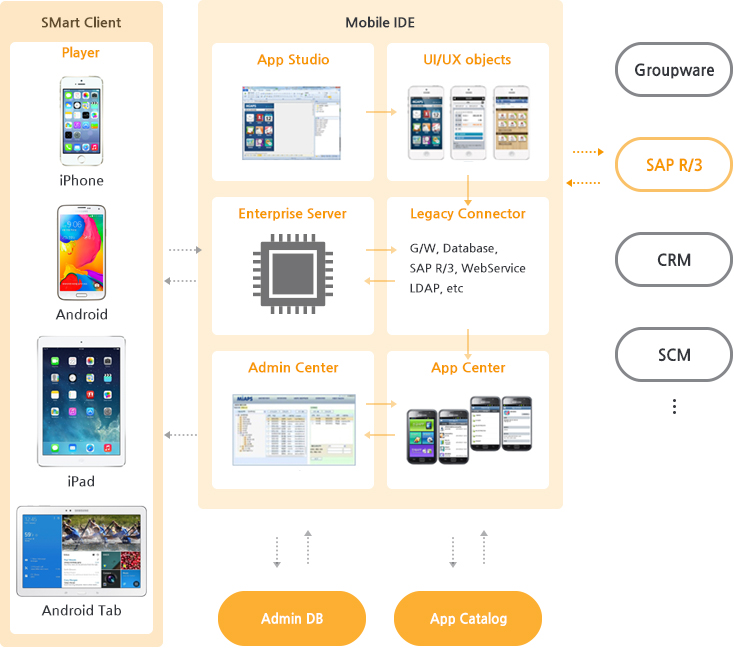 SMart Client
Player
iPhone
Android
iPad
Android Tab
Mobile IDE
App Studio
MIAPS
UI/UX objects
Enterprise Server
Legacy Connector
G/W, Database,
SAP R/3, WebService
LDAP, etc
Admin Center
MIAPS
App Center
Admin DB
App Catalog
Groupware
SAP R/3
CRM
SCM